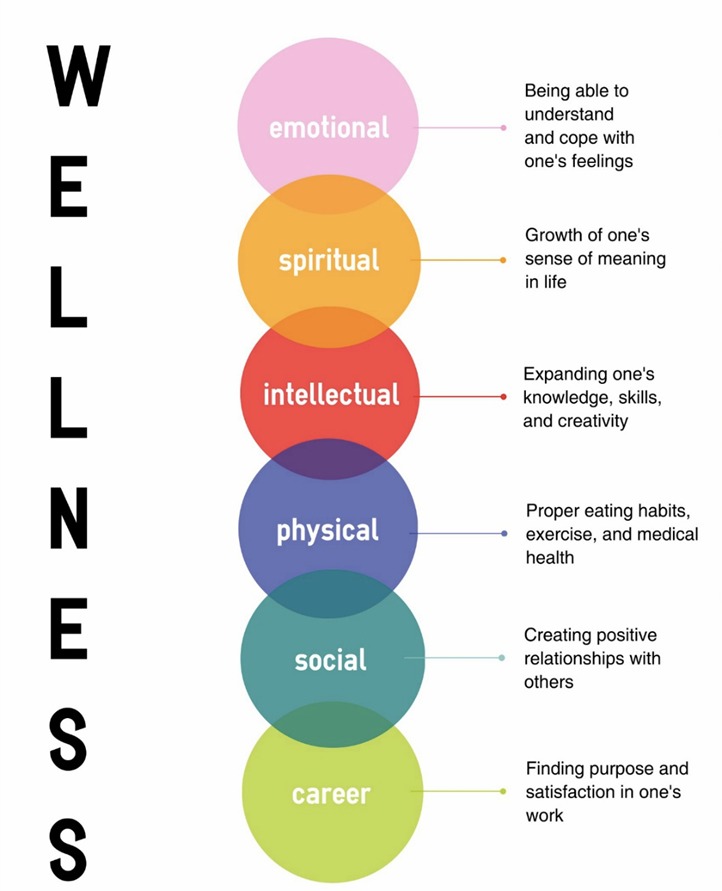 WELLNESS
emotional
Being able to
understand
and cope with
one's feelings
spiritual
Growth of one's
sense of meaning
in life
intellectual
Expanding one's
knowledge, skills,
and creativity
physical
Proper eating habits,
exercise, and medical
health
social
Creating positive
relationships with
others
career
Finding purpose and
satisfaction in one's
work